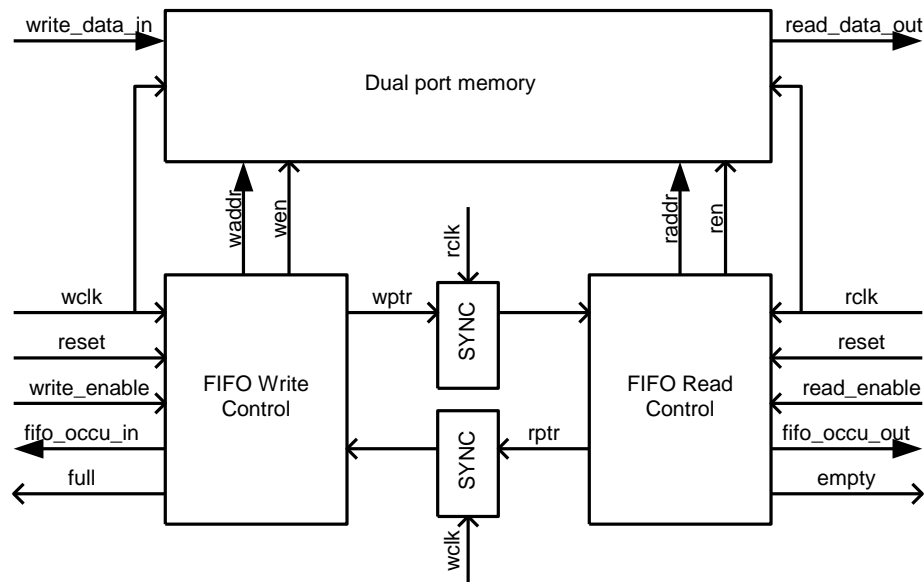 write_data_in
read_data_out
Dual port memory
waddr
wen
rclk
raddr
ren
wclk
wptr
SYNC
rclk
reset
reset
FIFO Write
Control
FIFO Read
Control
write_enable
read_enable
fifo_occu_in
SYNC
rptr
fifo_occu_out
full
empty
wclk